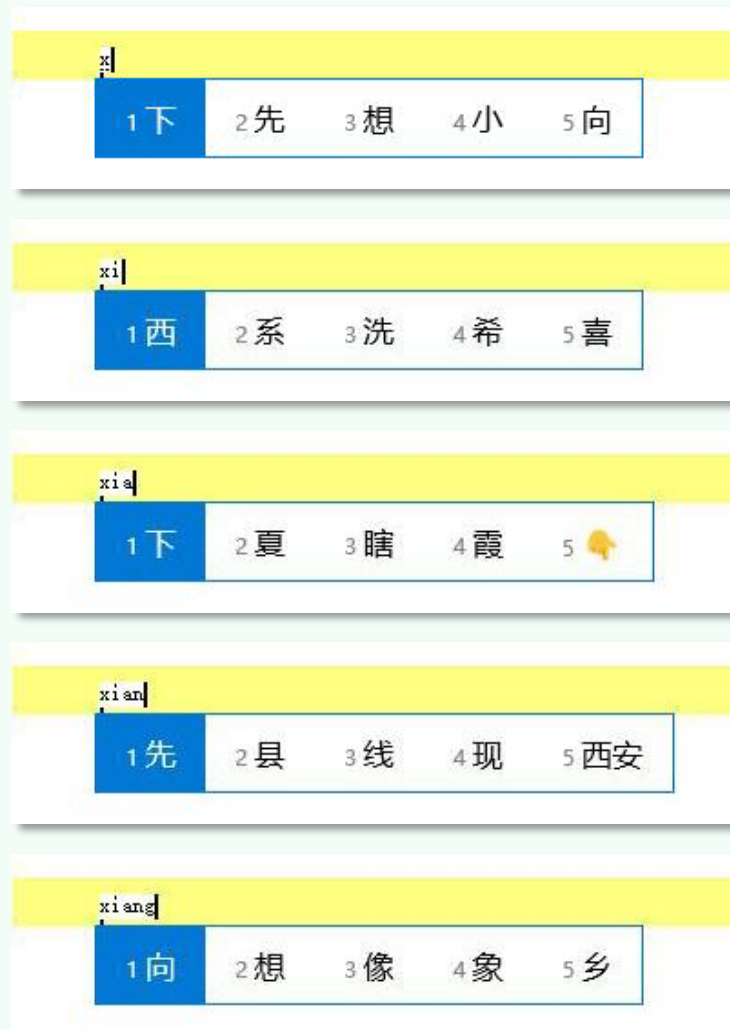 x
1 下 2 先 3 想 4 小 5 向
xi
1 西 2 系 3 洗 4 希 5 喜
xia
1 下 2 夏 3 瞎 4 霞 5 👇
xian
1 先 2 县 3 线 4 现 5 西安
xiang
1 向 2 想 3 像 4 象 5 乡